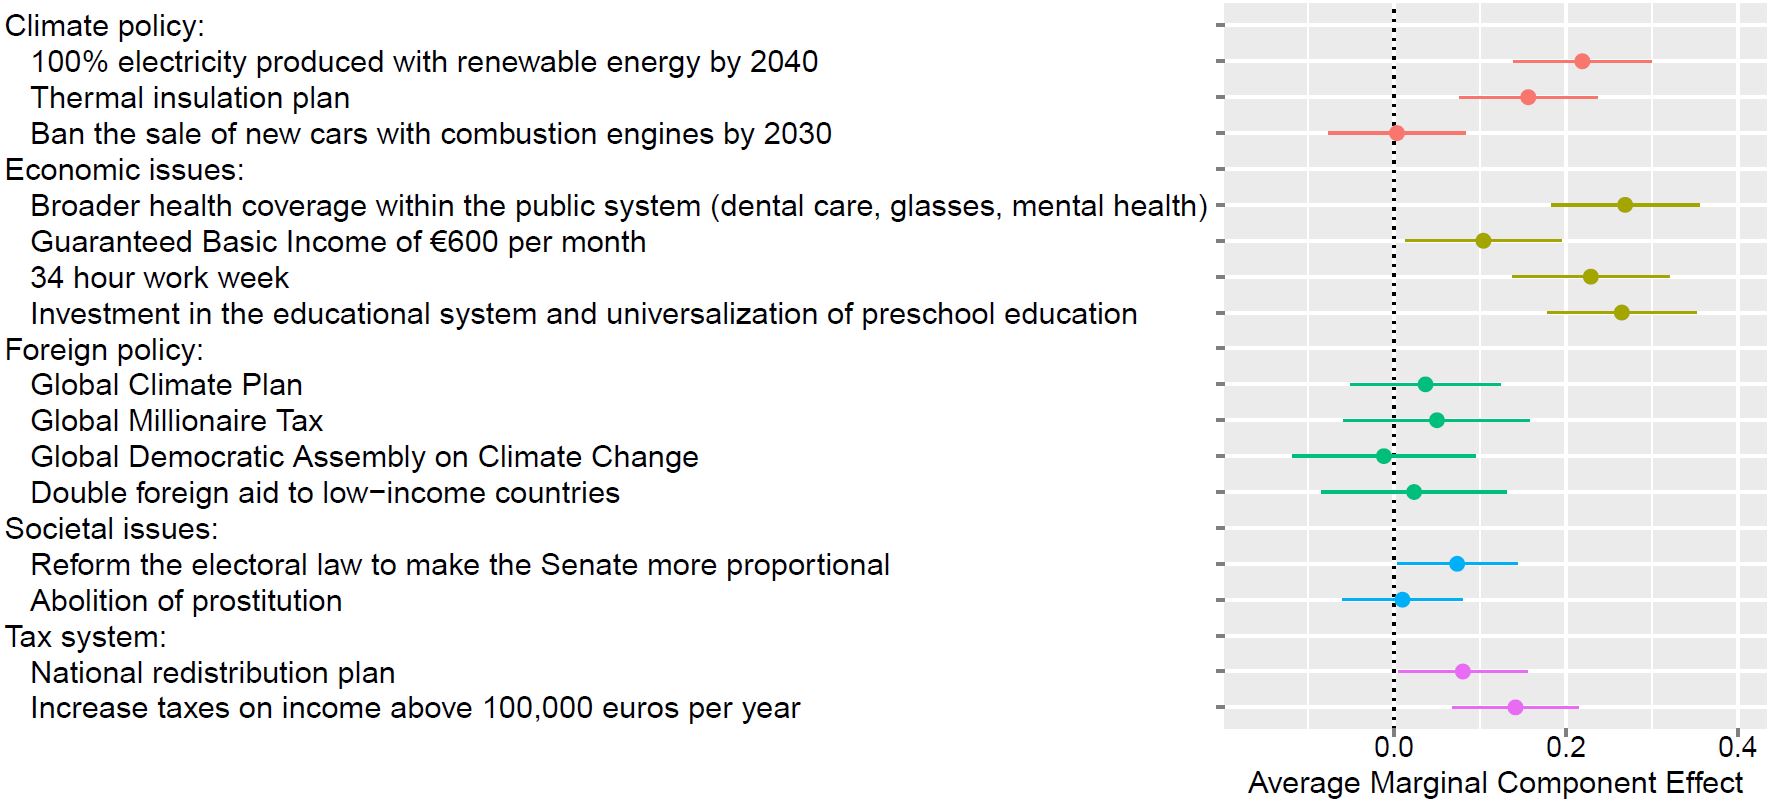 Climate policy:
100% electricity produced with renewable energy by 2040
Thermal insulation plan
Ban the sale of new cars with combustion engines by 2030
Economic issues:
Broader health coverage within the public system (dental care, glasses, mental health)
Guaranteed Basic Income of €600 per month
34 hour work week
Investment in the educational system and universalization of preschool education
Foreign policy:
Global Climate Plan
Global Millionaire Tax
Global Democratic Assembly on Climate Change
Double foreign aid to low−income countries
Societal issues:
Reform the electoral law to make the Senate more proportional
Abolition of prostitution
Tax system:
National redistribution plan
Increase taxes on income above 100,000 euros per year
0.0 0.2 0.4
Average Marginal Component Effect